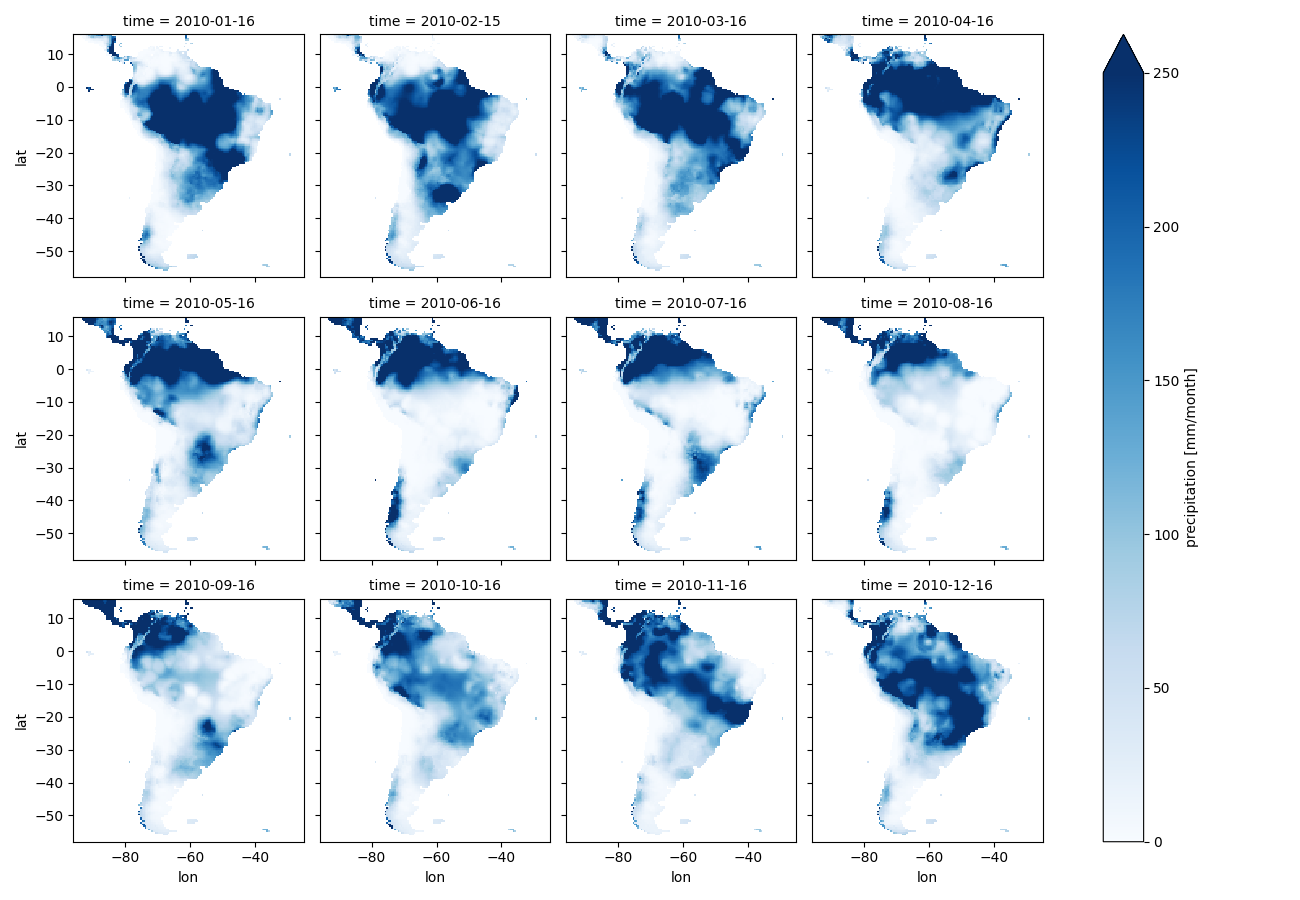 time = 2010-01-16
time = 2010-02-15
time = 2010-03-16
time = 2010-04-16
10
0
−10
−20
−30
−40
−50
lat
time = 2010-05-16
time = 2010-06-16
time = 2010-07-16
time = 2010-08-16
10
0
−10
−20
−30
−40
−50
lat
time = 2010-09-16
time = 2010-10-16
time = 2010-11-16
time = 2010-12-16
10
0
−10
−20
−30
−40
−50
lat
−80 −60 −40
lon
−80 −60 −40
lon
−80 −60 −40
lon
−80 −60 −40
lon
250
200
150
100
50
0
precipitation [mm/month]